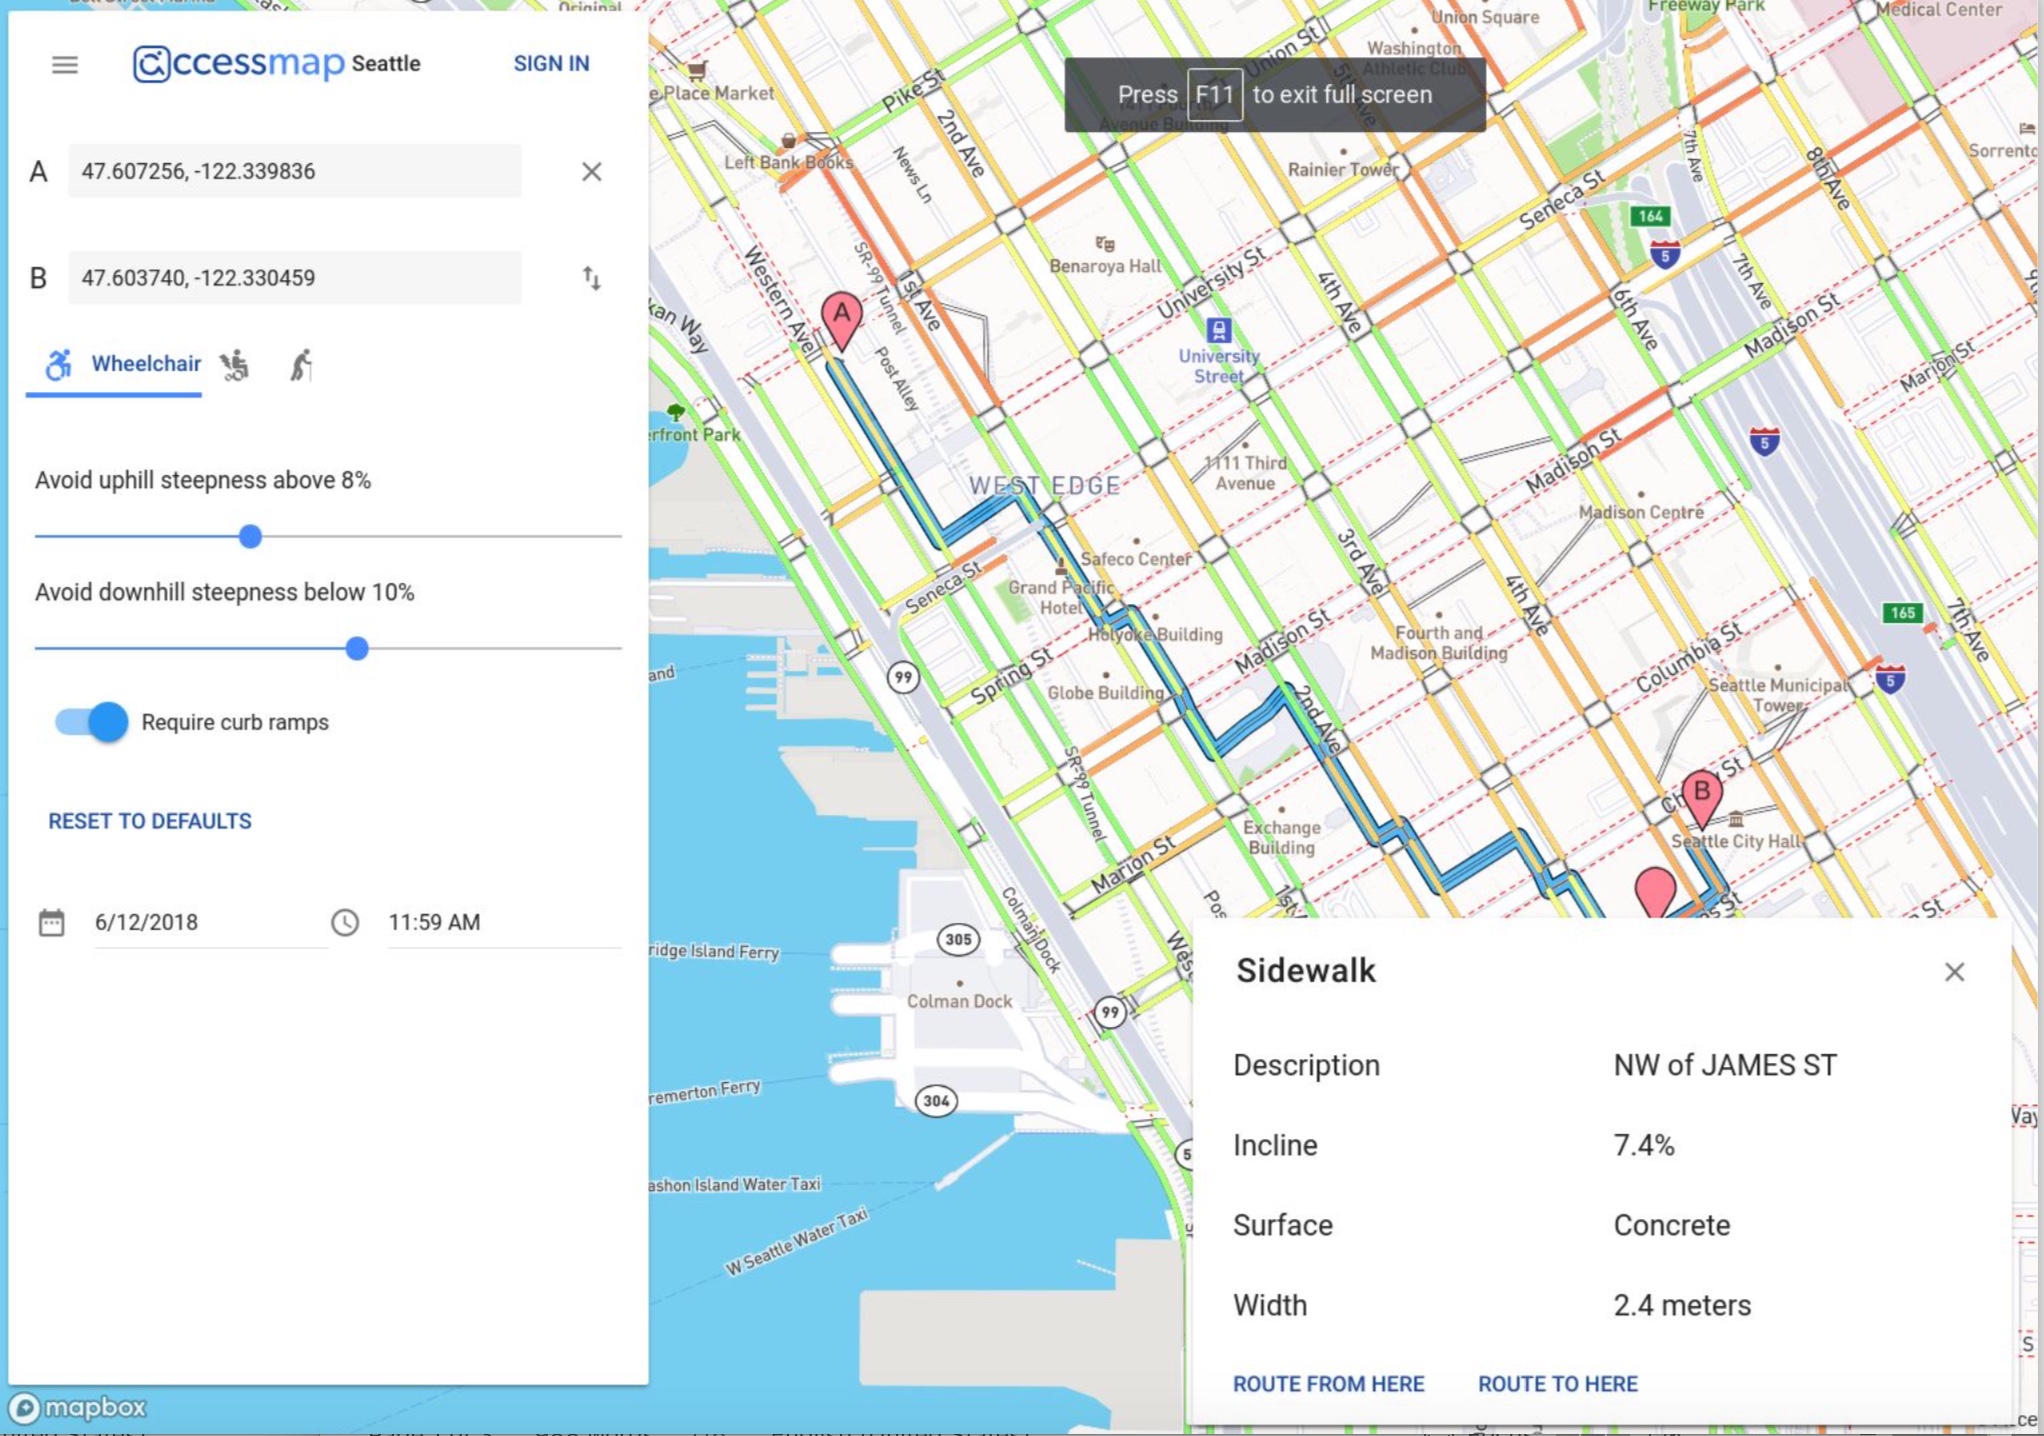 accessmap Seattle
SIGN IN
A
47.607256, -122.339836
B
47.603740, -122.330459
Wheelchair
Avoid uphill steepness above 8%
Avoid downhill steepness below 10%
Require curb ramps
RESET TO DEFAULTS
6/12/2018
11:59 AM
mapbox
Original
Union Square
Freeway Park
Medical Center
Washington
Athletic Club
Union St
5th Ave
Press F11 to exit full screen
Avenue Building
e Place Market
Pike St
2nd Ave
Left Bank Books
News Ln
Rainier Tower
Seneca St
7th Ave
8th Ave
Sorrento
164
5
Western Ave
SR-99 Tunnel
1st Ave
Benaroya Hall
University St
4th Ave
6th Ave
7th Ave
Madison St
Marion St
kan Way
A
Post Alley
University
Street
erfront Park
WEST EDGE
1111 Third
Avenue
Madison St
5
Madison Centre
Safeco Center
3rd Ave
Seneca St
Grand Pacific
Hotel
4th Ave
165
7th Ave
Holyoke Building
Madison St
Fourth and
Madison Building
Columbia St
99
Spring St
Globe Building
2nd Ave
Seattle Municipal
Tower
5
and
SR-99 Tunnel
B
Seattle City Hall
Exchange
Building
Marion St
Pos
1st
Colman Dock
305
ridge Island Ferry
Colman Dock
99
West
304
remerton Ferry
ashon Island Water Taxi
W Seattle Water Taxi
Sidewalk
Description
NW of JAMES ST
Incline
7.4%
Surface
Concrete
Width
2.4 meters
ROUTE FROM HERE
ROUTE TO HERE